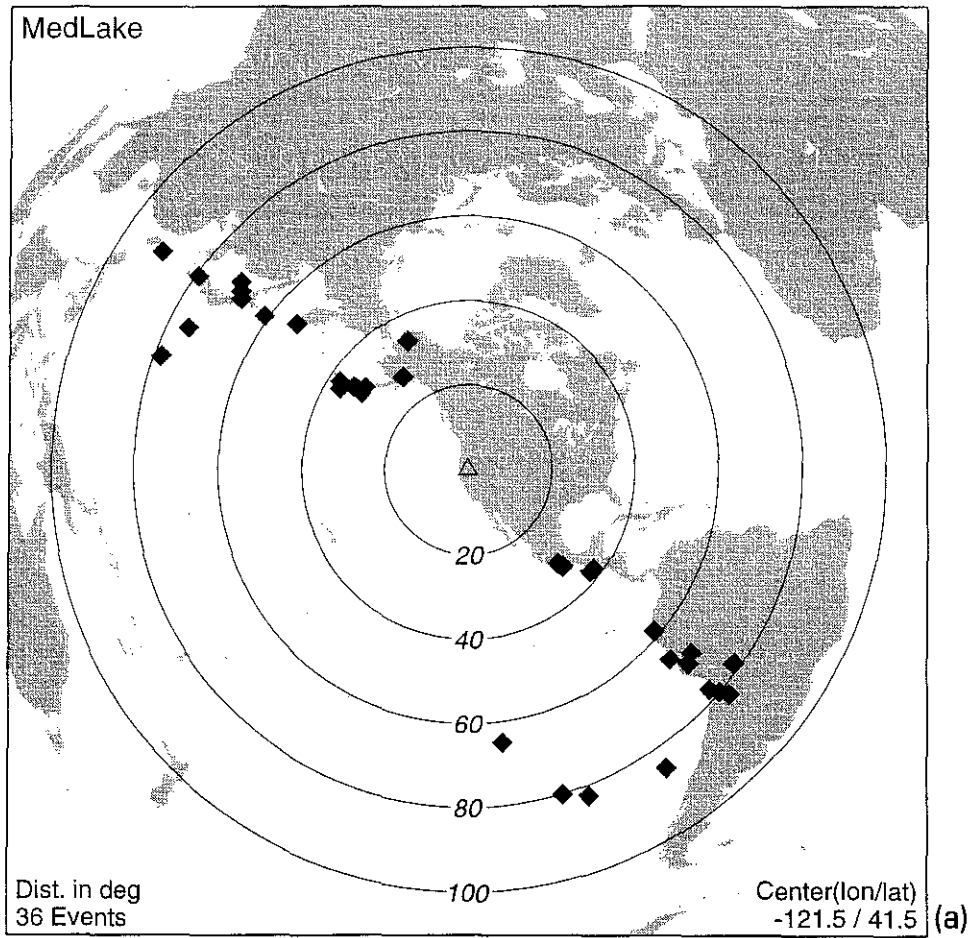 MedLake
20
40
60
80
100
Dist. in deg
36 Events
Center(lon/lat)
-121.5 / 41.5
(a)